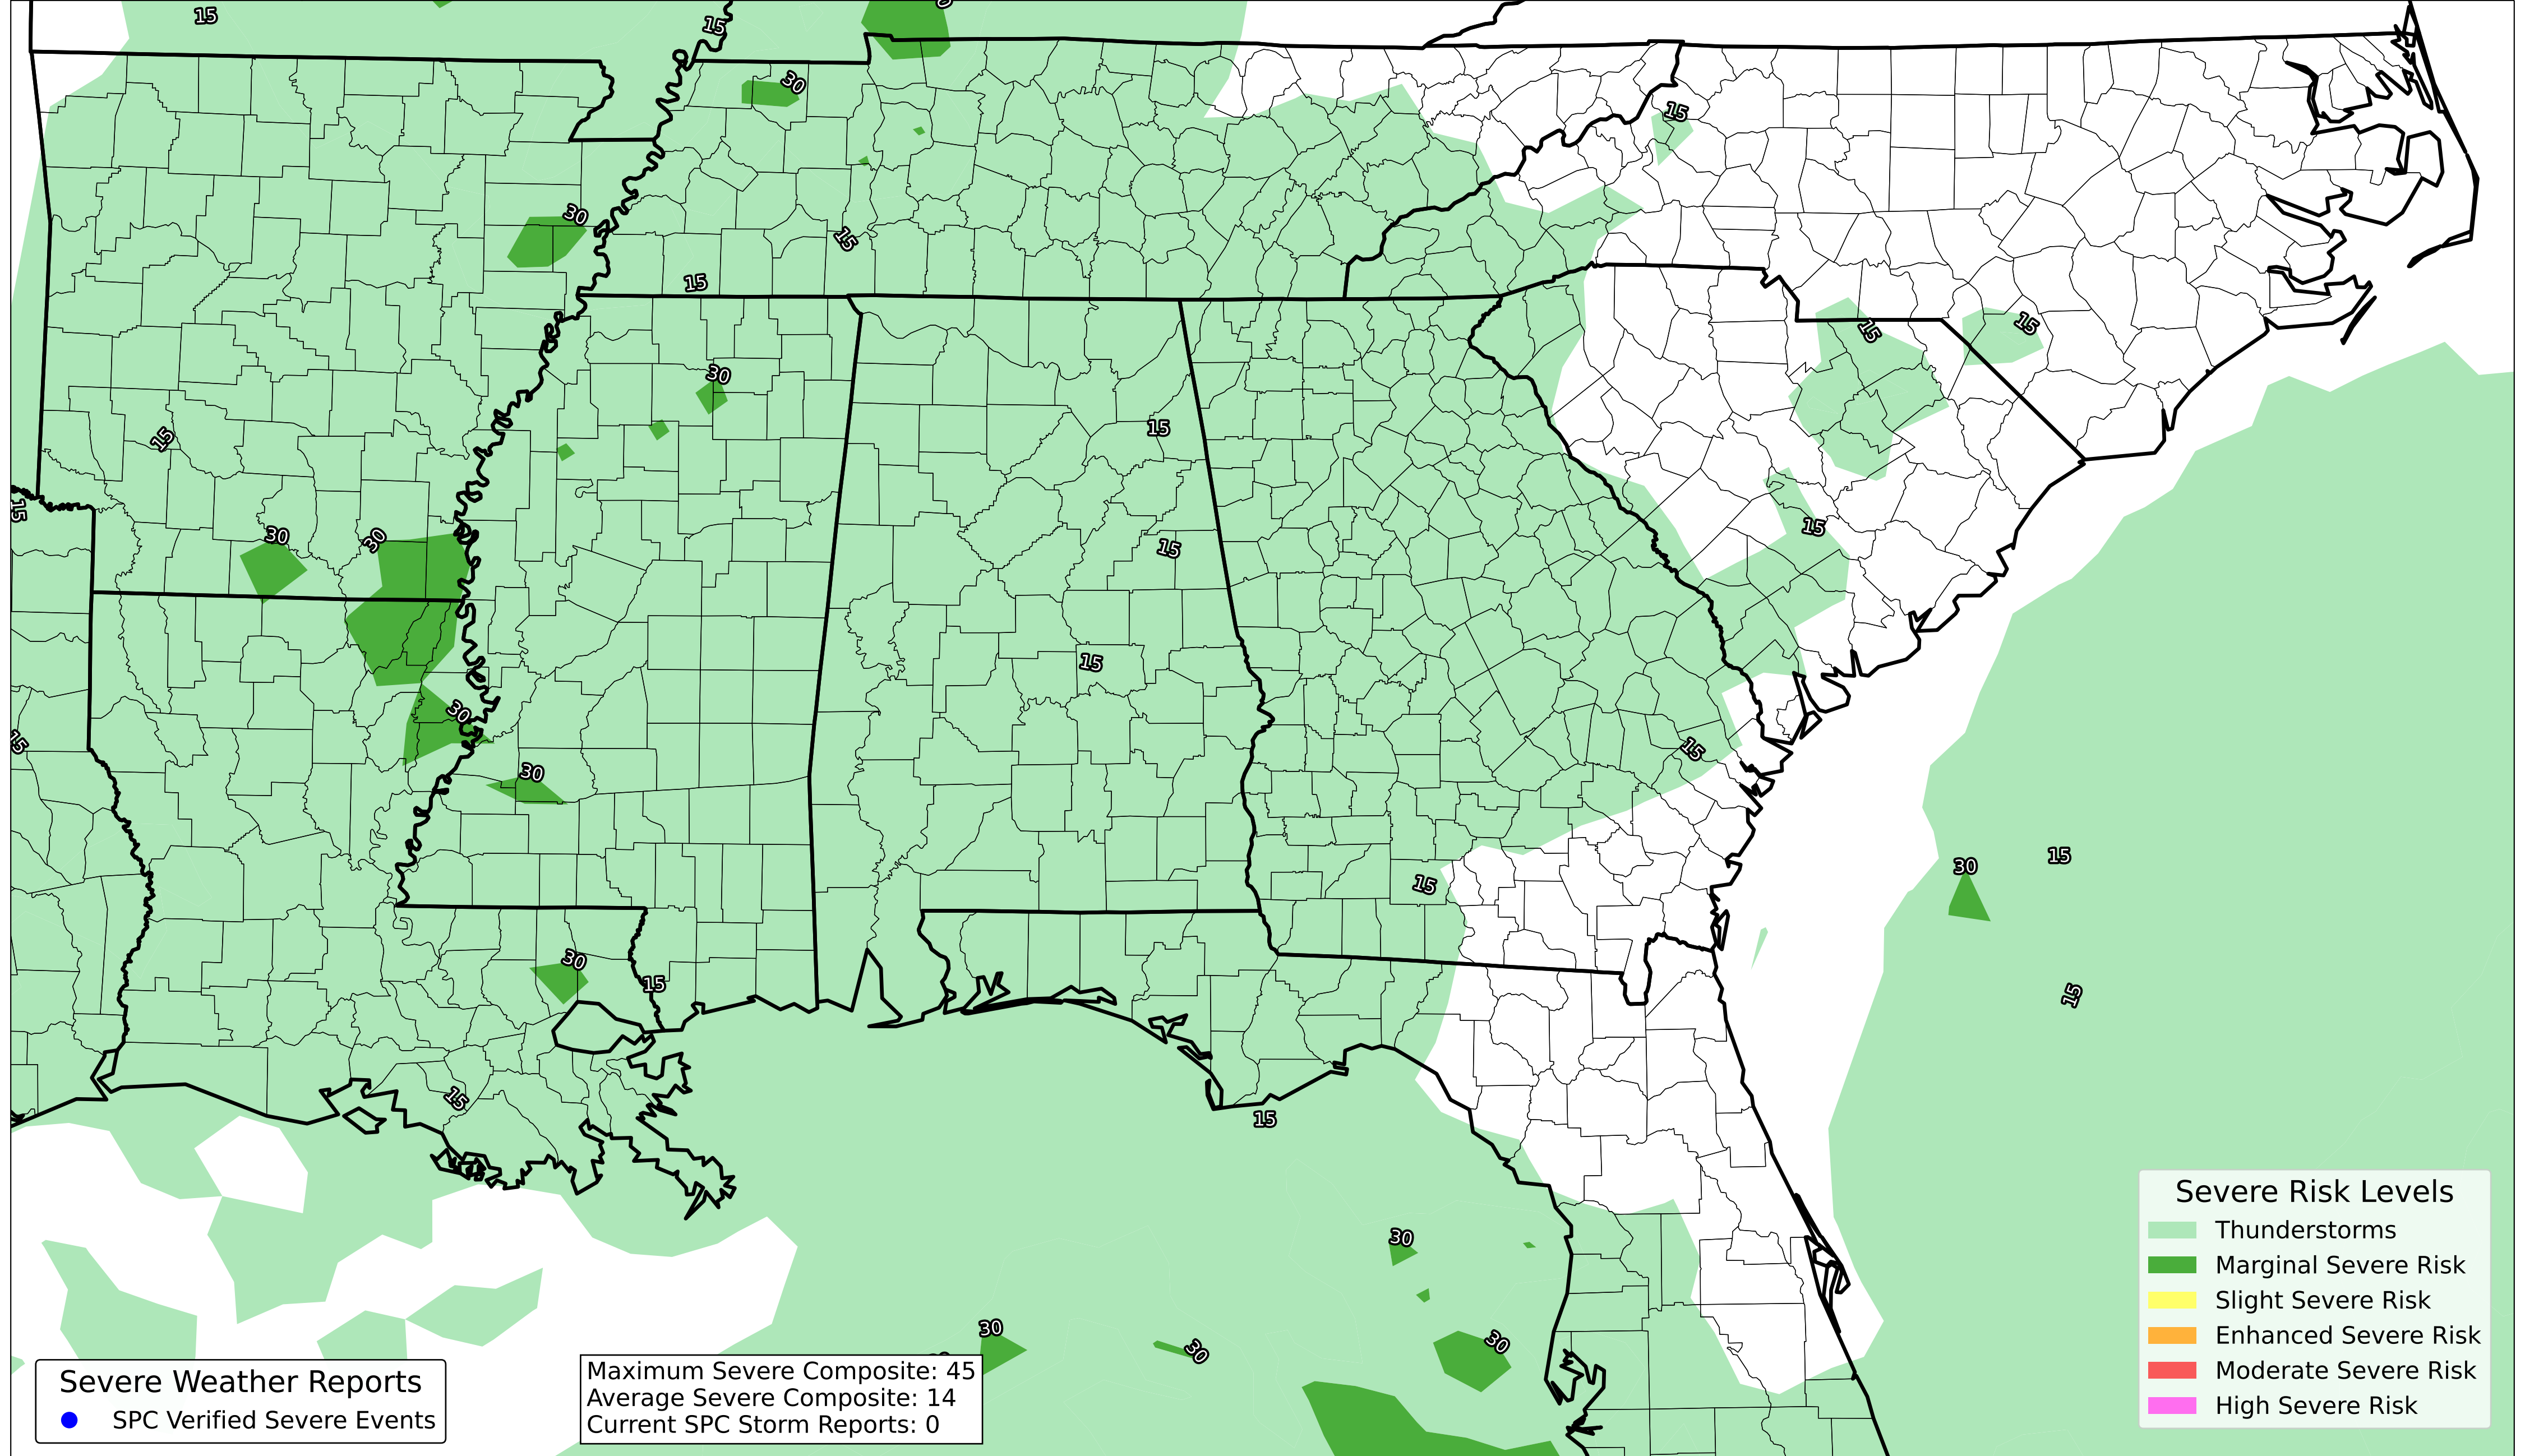 15
15
30
15
30
15
15
30
15
15
30
15
15
15
30
30
15
15
15
30
15
15
30
30
15
15
30
15
15
15
15
30
30
30
30
Severe Risk Levels
Thunderstorms
Marginal Severe Risk
Slight Severe Risk
Enhanced Severe Risk
Moderate Severe Risk
High Severe Risk
Severe Weather Reports
SPC Verified Severe Events
Maximum Severe Composite: 45
Average Severe Composite: 14
Current SPC Storm Reports: 0